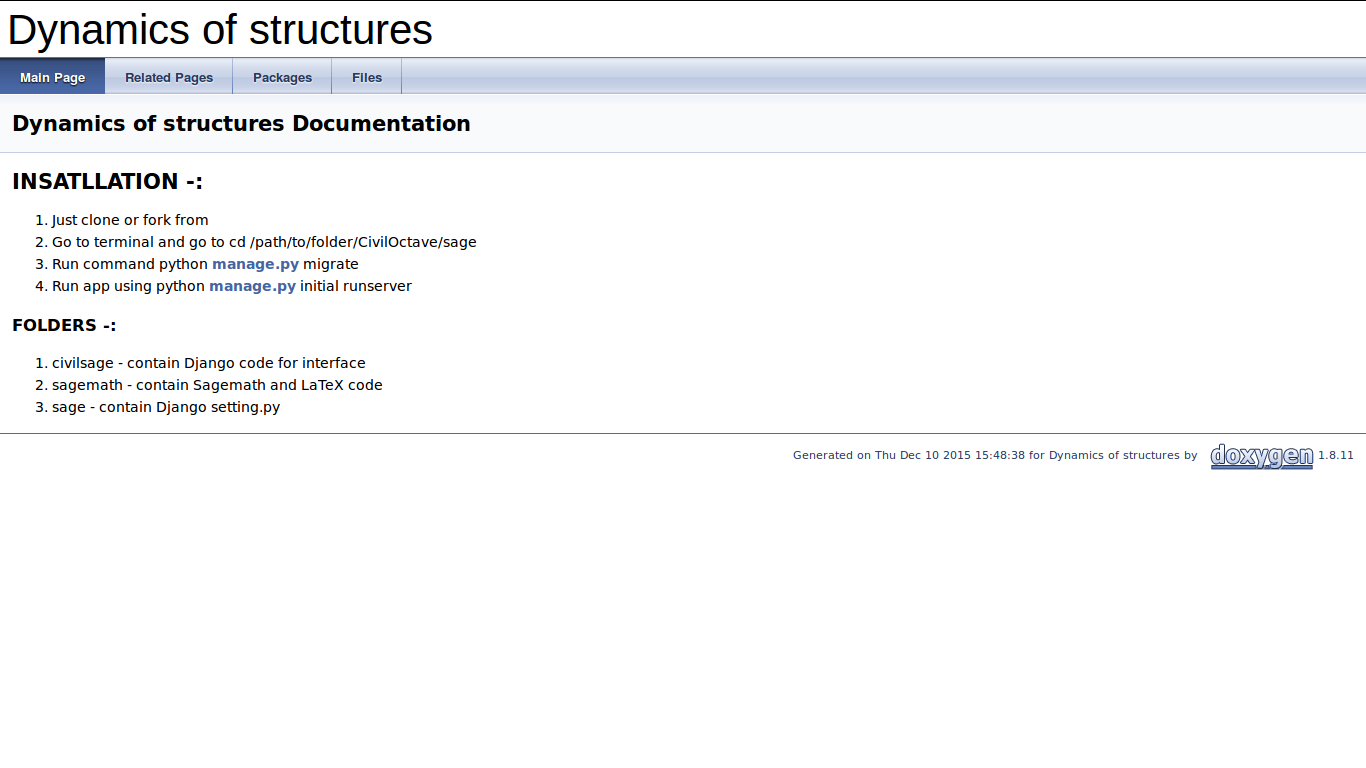 Dynamics of structures
Main Page
Related Pages
Packages
Files
Dynamics of structures Documentation
INSATLLATION -:
1. Just clone or fork from
2. Go to terminal and go to cd /path/to/folder/CivilOctave/sage
3. Run command python manage.py migrate
4. Run app using python manage.py initial runserver
FOLDERS -:
1. civilsage - contain Django code for interface
2. sagemath - contain Sagemath and LaTeX code
3. sage - contain Django setting.py
Generated on Thu Dec 10 2015 15:48:38 for Dynamics of structures by doxygen 1.8.11